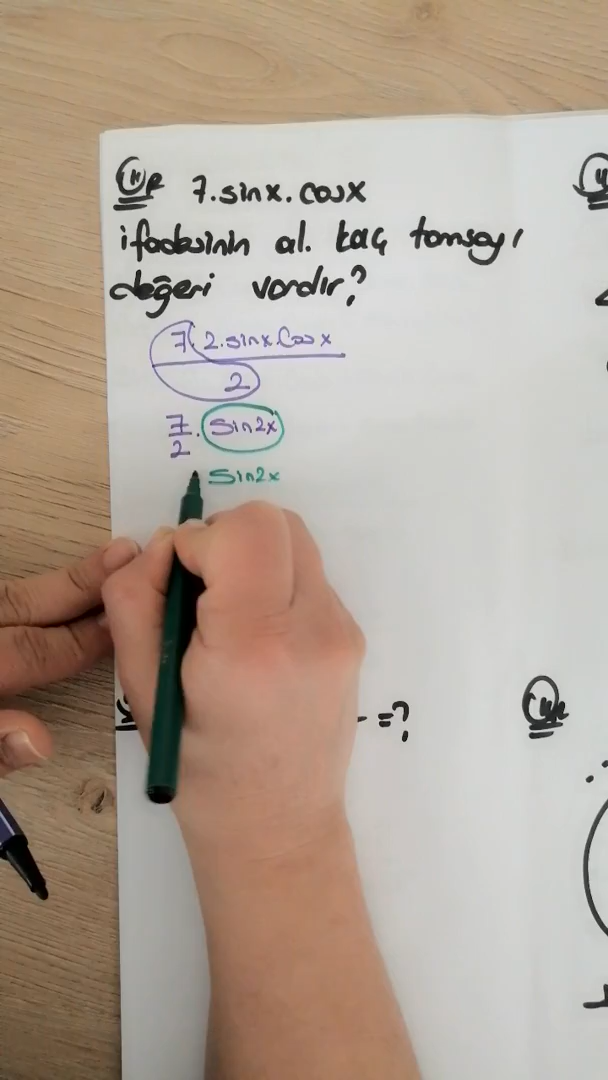 7.sinx.cosx
ifadesinin al. kaç tamsayı
değeri vardır?
7.2.sinx.Cosx
2
7/2 . Sin2x
Sin2x
=?